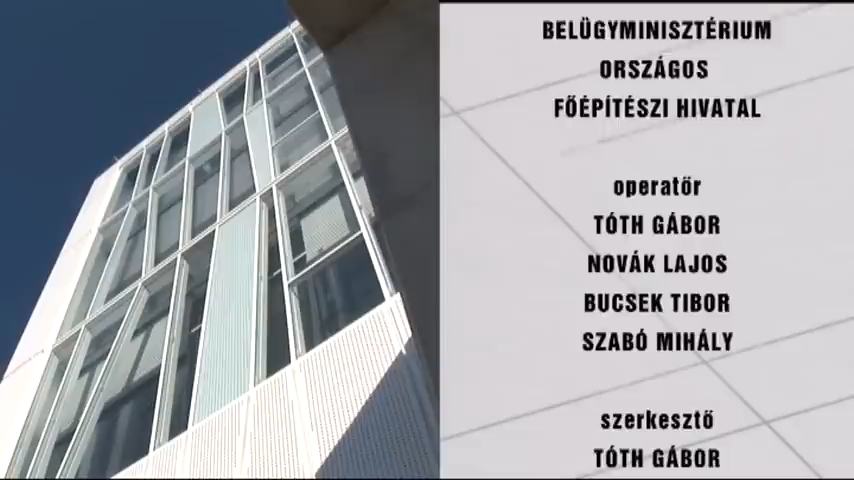 BELÜGYMINISZTÉRIUM
ORSZÁGOS
FŐÉPÍTÉSZI HIVATAL
operatőr
TÓTH GÁBOR
NOVÁK LAJOS
BUCSEK TIBOR
SZABÓ MIHÁLY
szerkesztő
TÓTH GÁBOR